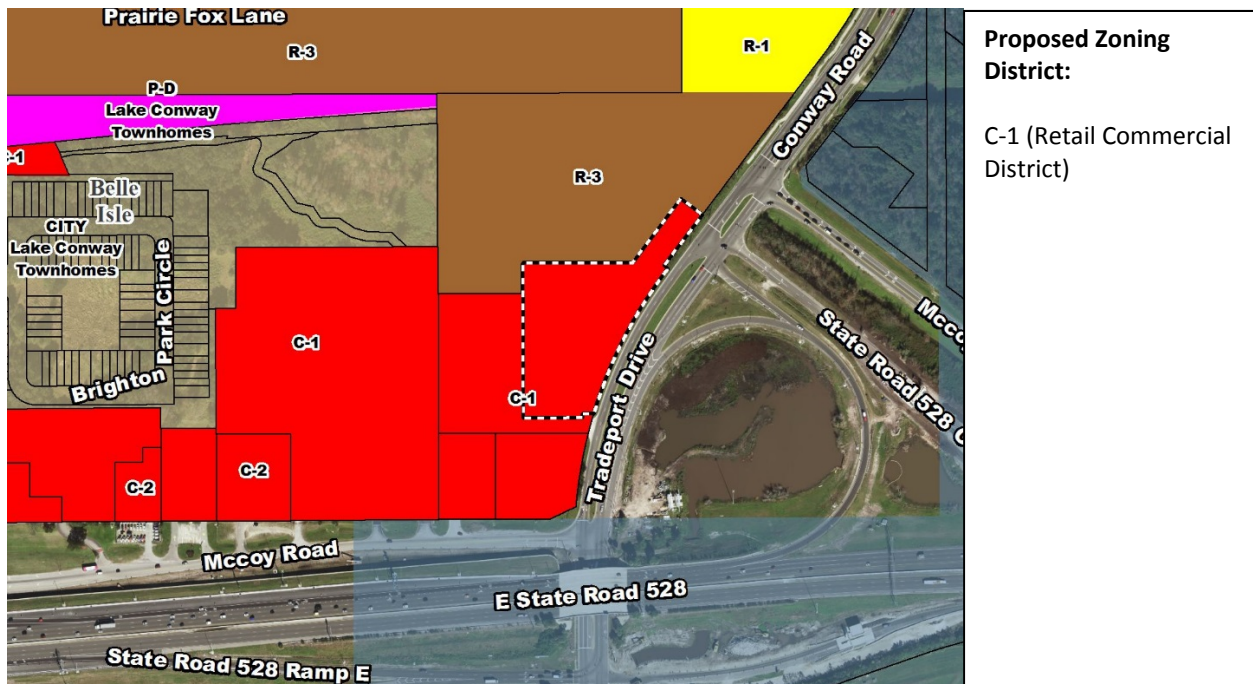 Prairie Fox Lane
R-3
R-1
P-D
Lake Conway
Townhomes
C-1
Conway Road
R-3
Belle
Isle
CITY
Lake Conway
Townhomes
Park Circle
Brighton
C-1
C-1
Tradeport Drive
State Road 528 O
Mcco
C-2
C-2
Mccoy Road
E State Road 528
State Road 528 Ramp E
Proposed Zoning
District:
C-1 (Retail Commercial
District)